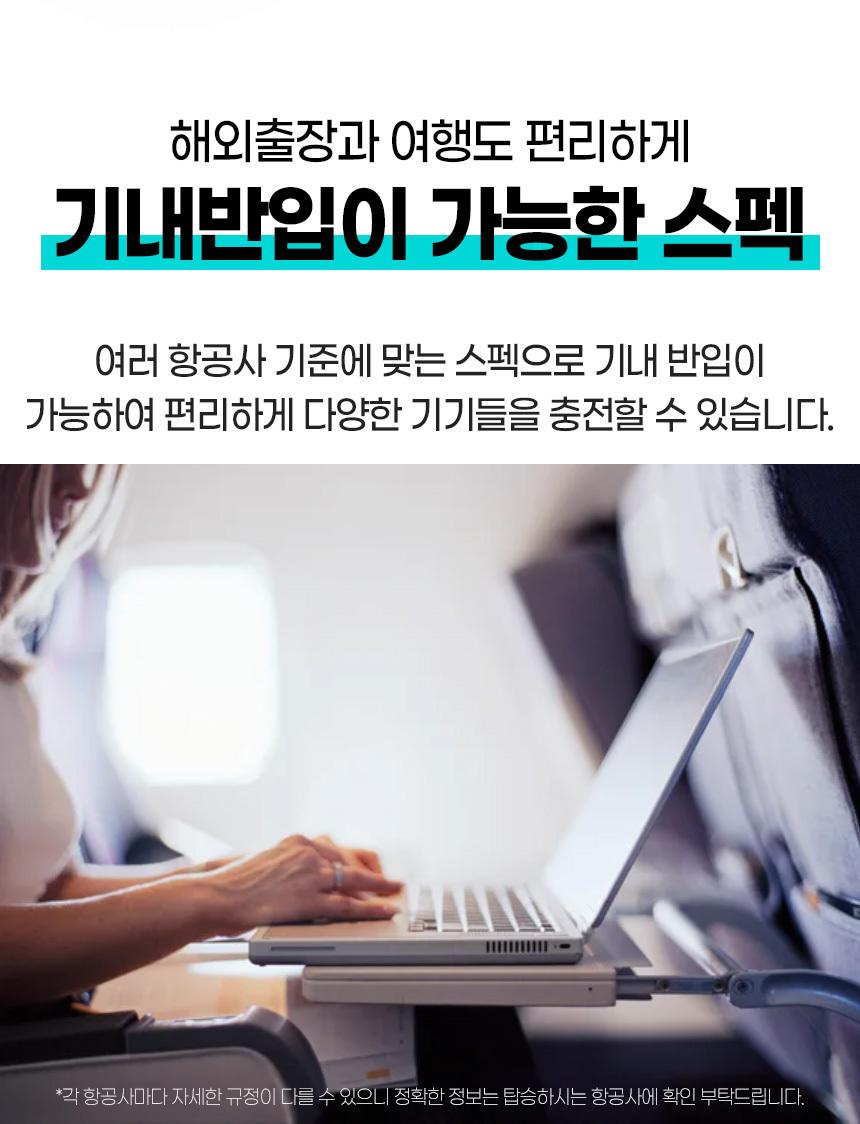 해외출장과 여행도 편리하게
기내반입이 가능한 스펙
여러 항공사 기준에 맞는 스펙으로 기내 반입이
가능하여 편리하게 다양한 기기들을 충전할 수 있습니다.
*각 항공사마다 자세한 규정이 다를 수 있으니 정확한 정보는 탑승하시는 항공사에 확인 부탁드립니다.